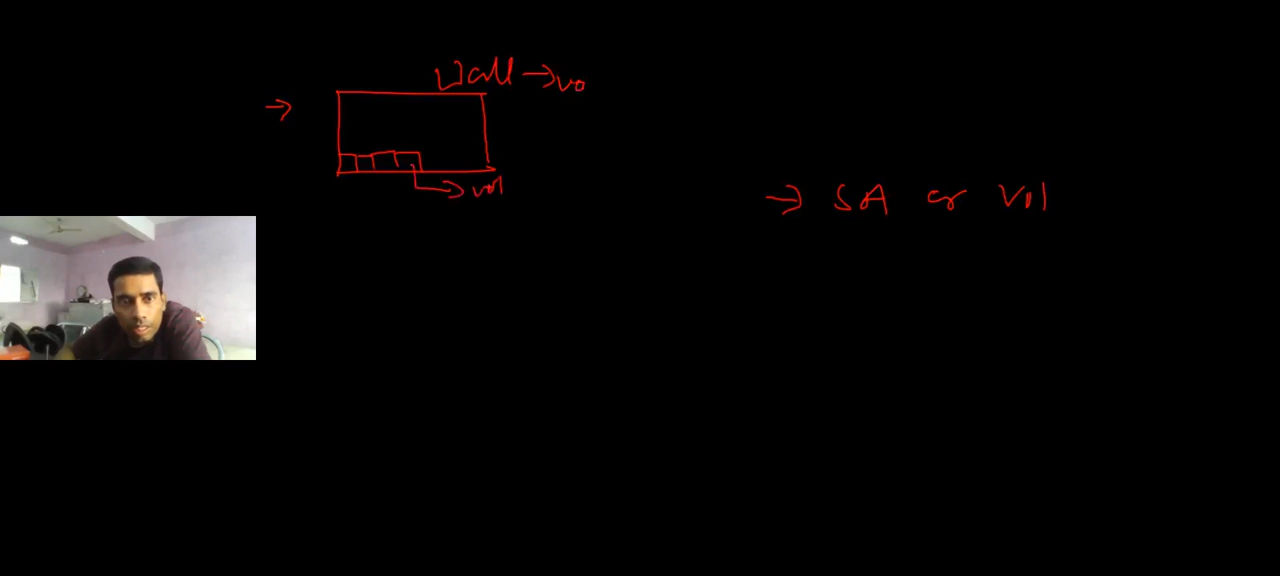 Wall → vo
→
→ vol
→ SA or Vol